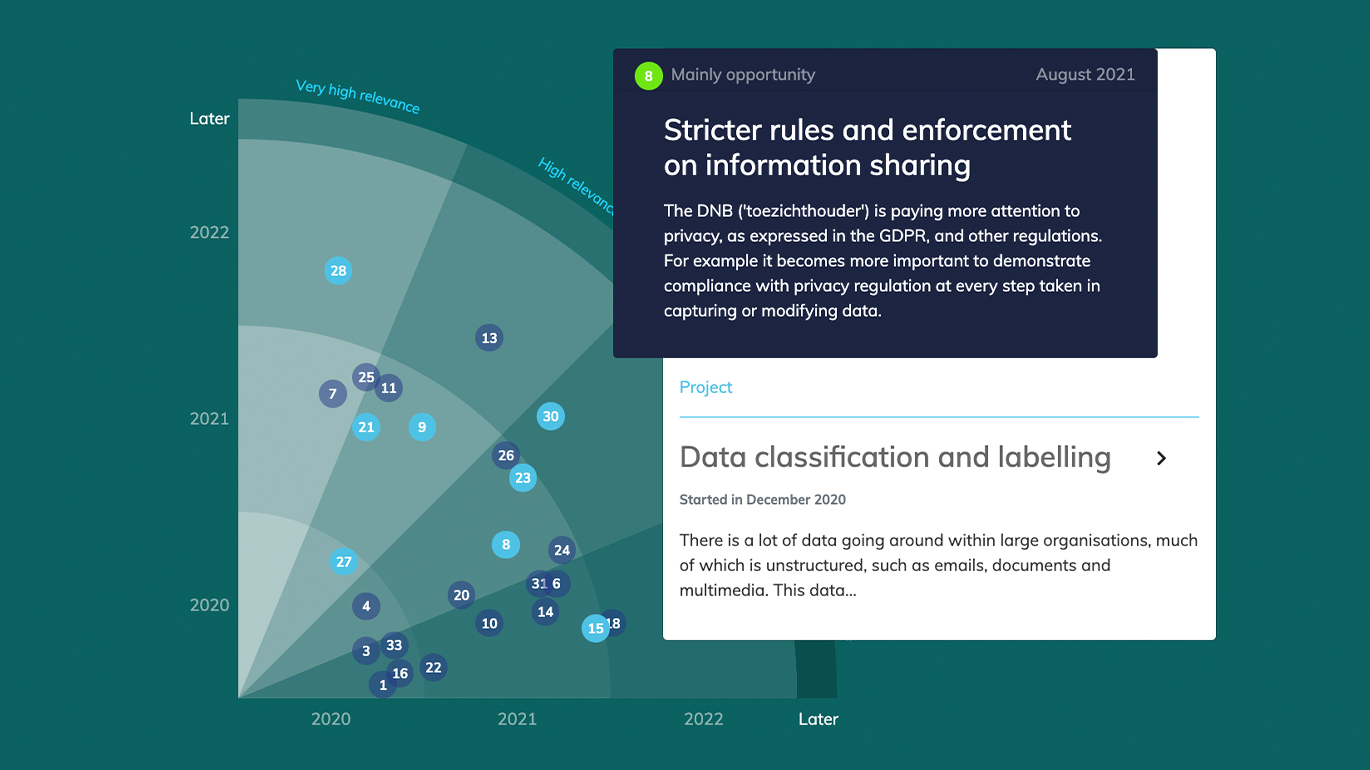 Very high relevance
High relevanc
Later
2022
2021
2020
28
13
25
7
11
21
9
30
26
23
8
24
27
31
6
20
4
14
10
18
15
33
3
22
16
1
2020
2021
2022
Later
8
Mainly opportunity
August 2021
Stricter rules and enforcement
on information sharing
The DNB ('toezichthouder') is paying more attention to
privacy, as expressed in the GDPR, and other regulations.
For example it becomes more important to demonstrate
compliance with privacy regulation at every step taken in
capturing or modifying data.
Project
Data classification and labelling
Started in December 2020
There is a lot of data going around within large organisations, much
of which is unstructured, such as emails, documents and
multimedia. This data...